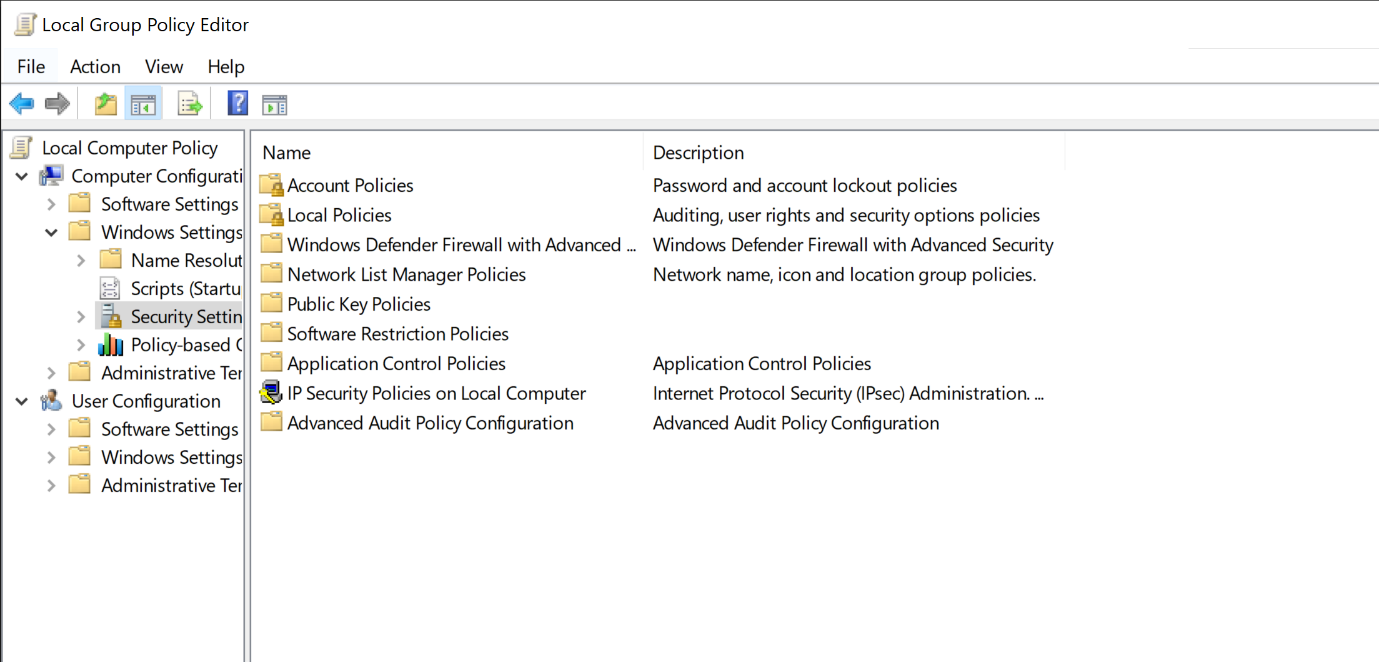 Local Group Policy Editor
File Action View Help
Local Computer Policy
Computer Configurati
Software Settings
Windows Settings
Name Resolut
Scripts (Startu
Security Settin
Policy-based
Administrative Ter
User Configuration
Software Settings
Windows Settings
Administrative Ter
Name Description
Account Policies Password and account lockout policies
Local Policies Auditing, user rights and security options policies
Windows Defender Firewall with Advanced ... Windows Defender Firewall with Advanced Security
Network List Manager Policies Network name, icon and location group policies.
Public Key Policies
Software Restriction Policies
Application Control Policies Application Control Policies
IP Security Policies on Local Computer Internet Protocol Security (IPsec) Administration. ...
Advanced Audit Policy Configuration Advanced Audit Policy Configuration